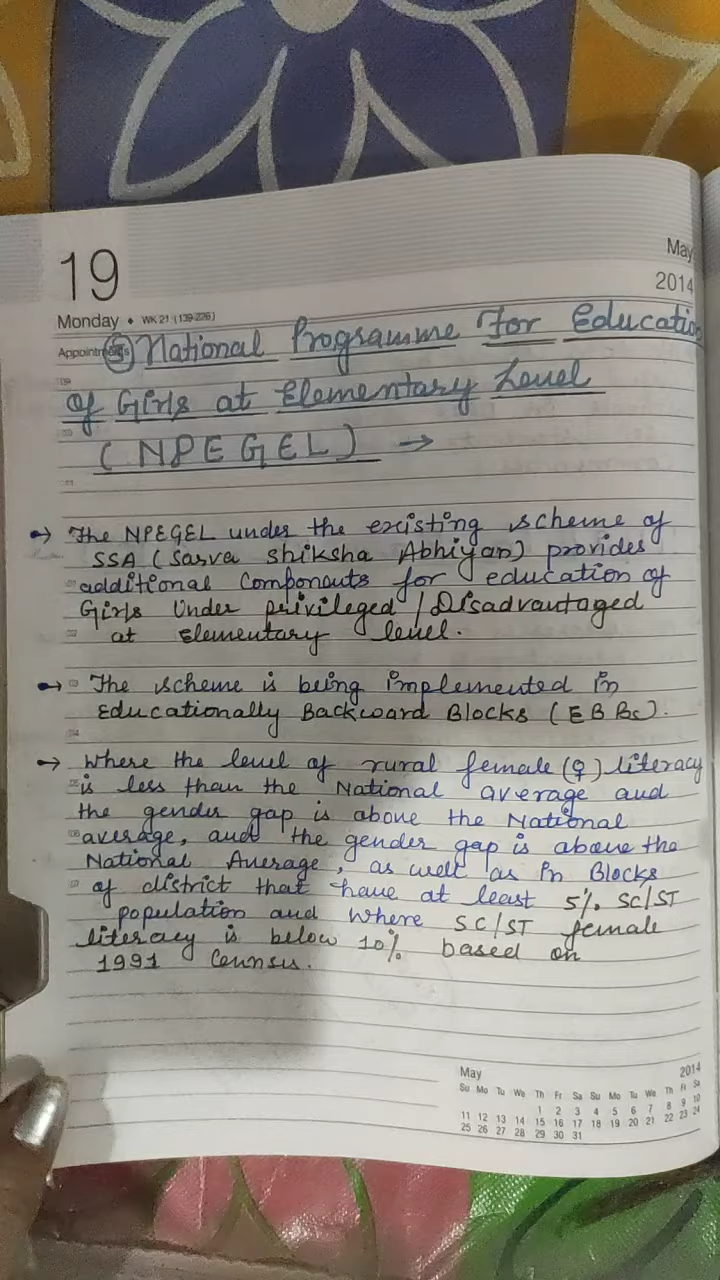 19
May
2014
Monday • WK 21 (139-226)
Appointments
⑤ National Programme for Educatio
of Girls at Elementary Level
(NPEGEL) →
→ The NPEGEL under the existing scheme of
SSA (Sarva Shiksha Abhiyan) provides
additional Componauts for education of
Girls Under privileged / Disadvantaged
at Elementary level.
→ The scheme is being implemented in
Educationally Backward Blocks (EBBc).
→ Where the level of rural female (♀) literacy
is less than the National average and
the gender gap is above the National
average, and the gender gap is above the
National Average, as well as in Blocks
of district that have at least 5% SC/ST
population and where SC/ST female
literacy is below 10% based on
1991 Counsus.
May 2014
Su Mo Tu We Th Fr Sa Su Mo Tu We Th Fr Sa
1 2 3 4 5 6 7 8 9 10
11 12 13 14 15 16 17 18 19 20 21 22 23 24
25 26 27 28 29 30 31